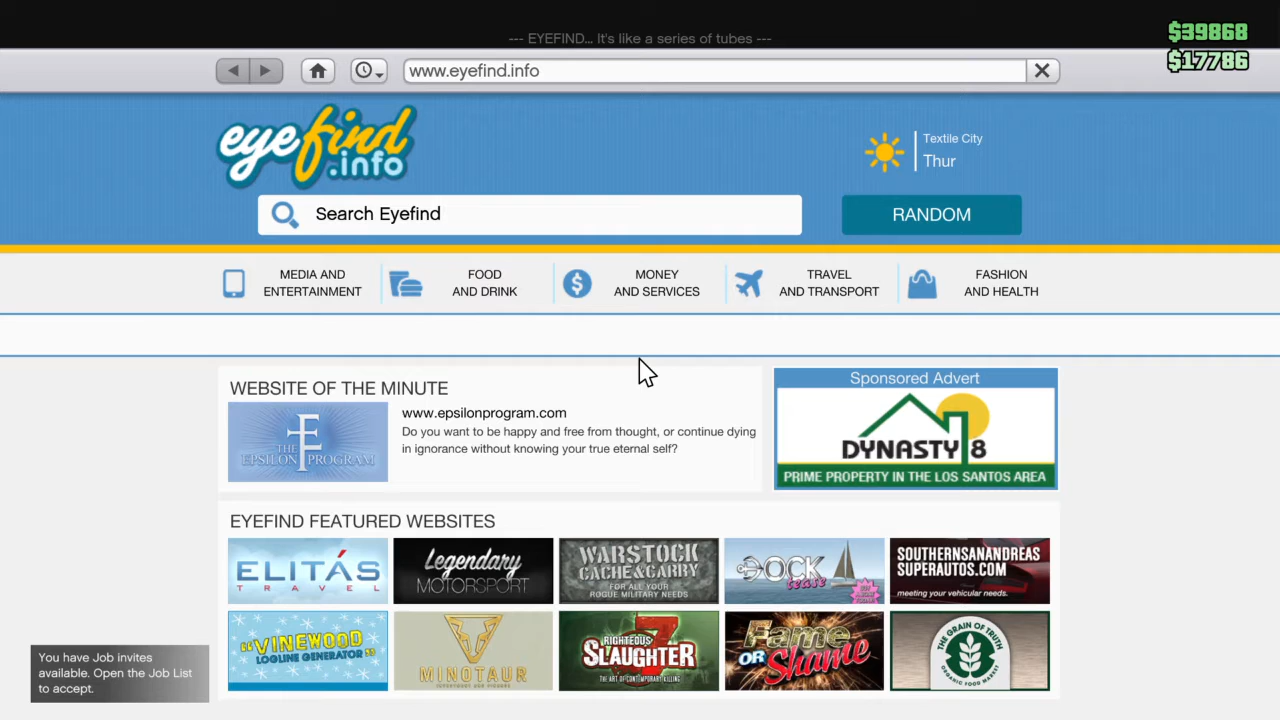 --- EYEFIND... It's like a series of tubes ---
$39868
$17786
www.eyefind.info
eyefind
.info
Textile City
Thur
Search Eyefind
RANDOM
MEDIA AND
ENTERTAINMENT
FOOD
AND DRINK
MONEY
AND SERVICES
TRAVEL
AND TRANSPORT
FASHION
AND HEALTH
WEBSITE OF THE MINUTE
THE
EPSILON PROGRAM
www.epsilonprogram.com
Do you want to be happy and free from thought, or continue dying
in ignorance without knowing your true eternal self?
Sponsored Advert
DYNASTY 8
PRIME PROPERTY IN THE LOS SANTOS AREA
EYEFIND FEATURED WEBSITES
ELITÁS
TRAVEL
Legendary
MOTORSPORT
WARSTOCK
CACHE & CARRY
FOR ALL YOUR
ROGUE MILITARY NEEDS
DOCK
tease
SOUTHERNSANANDREAS
SUPERAUTOS.COM
meeting your vehicular needs.
"VINEWOOD
LOGLINE GENERATOR"
MINOTAUR
RIGHTEOUS
SLAUGHTER
7
THE ART OF CONTEMPORARY KILLING
Fame
OR Shame
THE GRAIN OF TRUTH
ORGANIC FOOD MARKET
You have Job invites
available. Open the Job List
to accept.